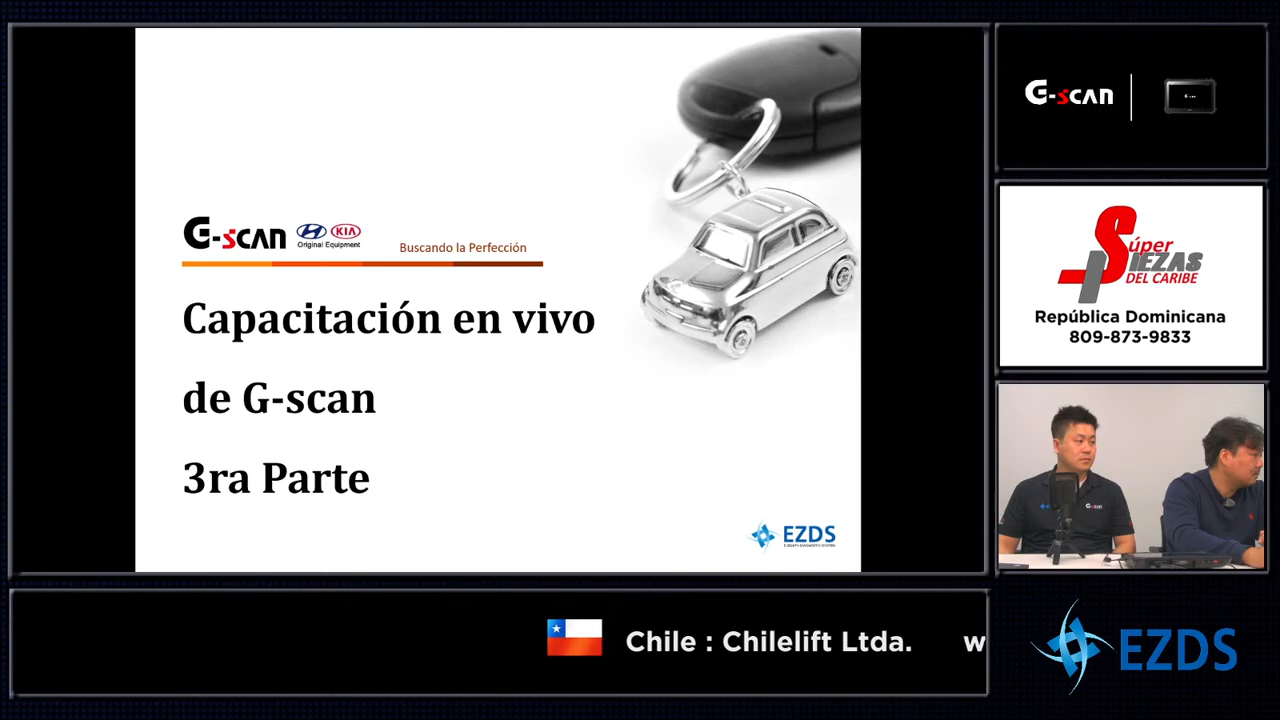 G-scan
Original Equipment
KIA
Buscando la Perfección
Capacitación en vivo
de G-scan
3ra Parte
EZDS
G-scan
Súper
PIEZAS
DEL CARIBE
República Dominicana
809-873-9833
G-scan
Chile : Chilelift Ltda.
w
EZDS